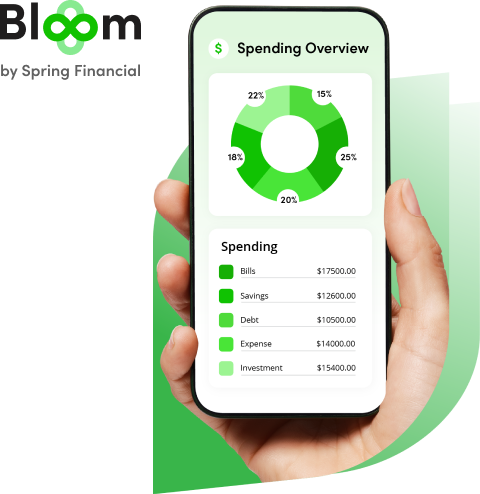 Bloom
by Spring Financial
$ Spending Overview
22%
15%
18%
25%
20%
Spending
Bills $17500.00
Savings $12600.00
Debt $10500.00
Expense $14000.00
Investment $15400.00